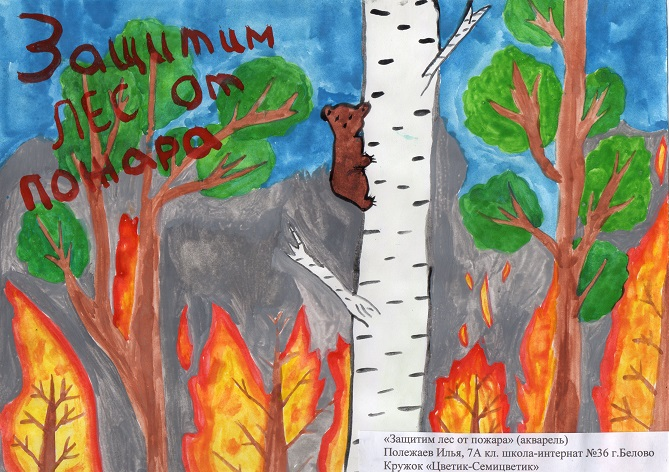 Защитим
лес от
пожара
«Защитим лес от пожара» (акварель)
Полежаев Илья, 7А кл. школа-интернат №36 г.Белово
Кружок «Цветик-Семицветик»